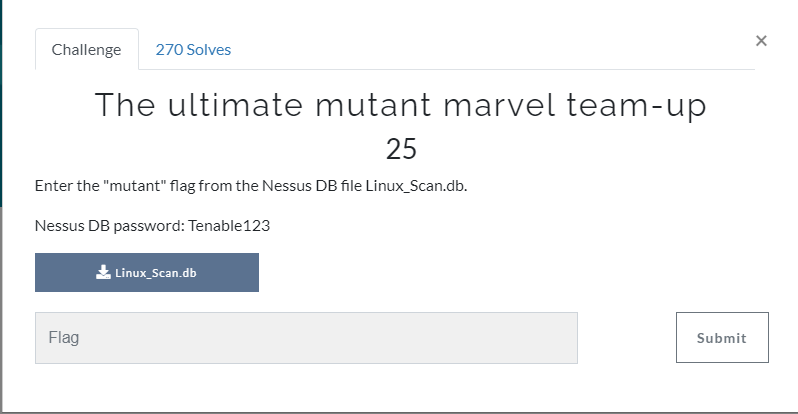 Challenge
270 Solves
×
The ultimate mutant marvel team-up
25
Enter the "mutant" flag from the Nessus DB file Linux_Scan.db.
Nessus DB password: Tenable123
Linux_Scan.db
Flag
Submit